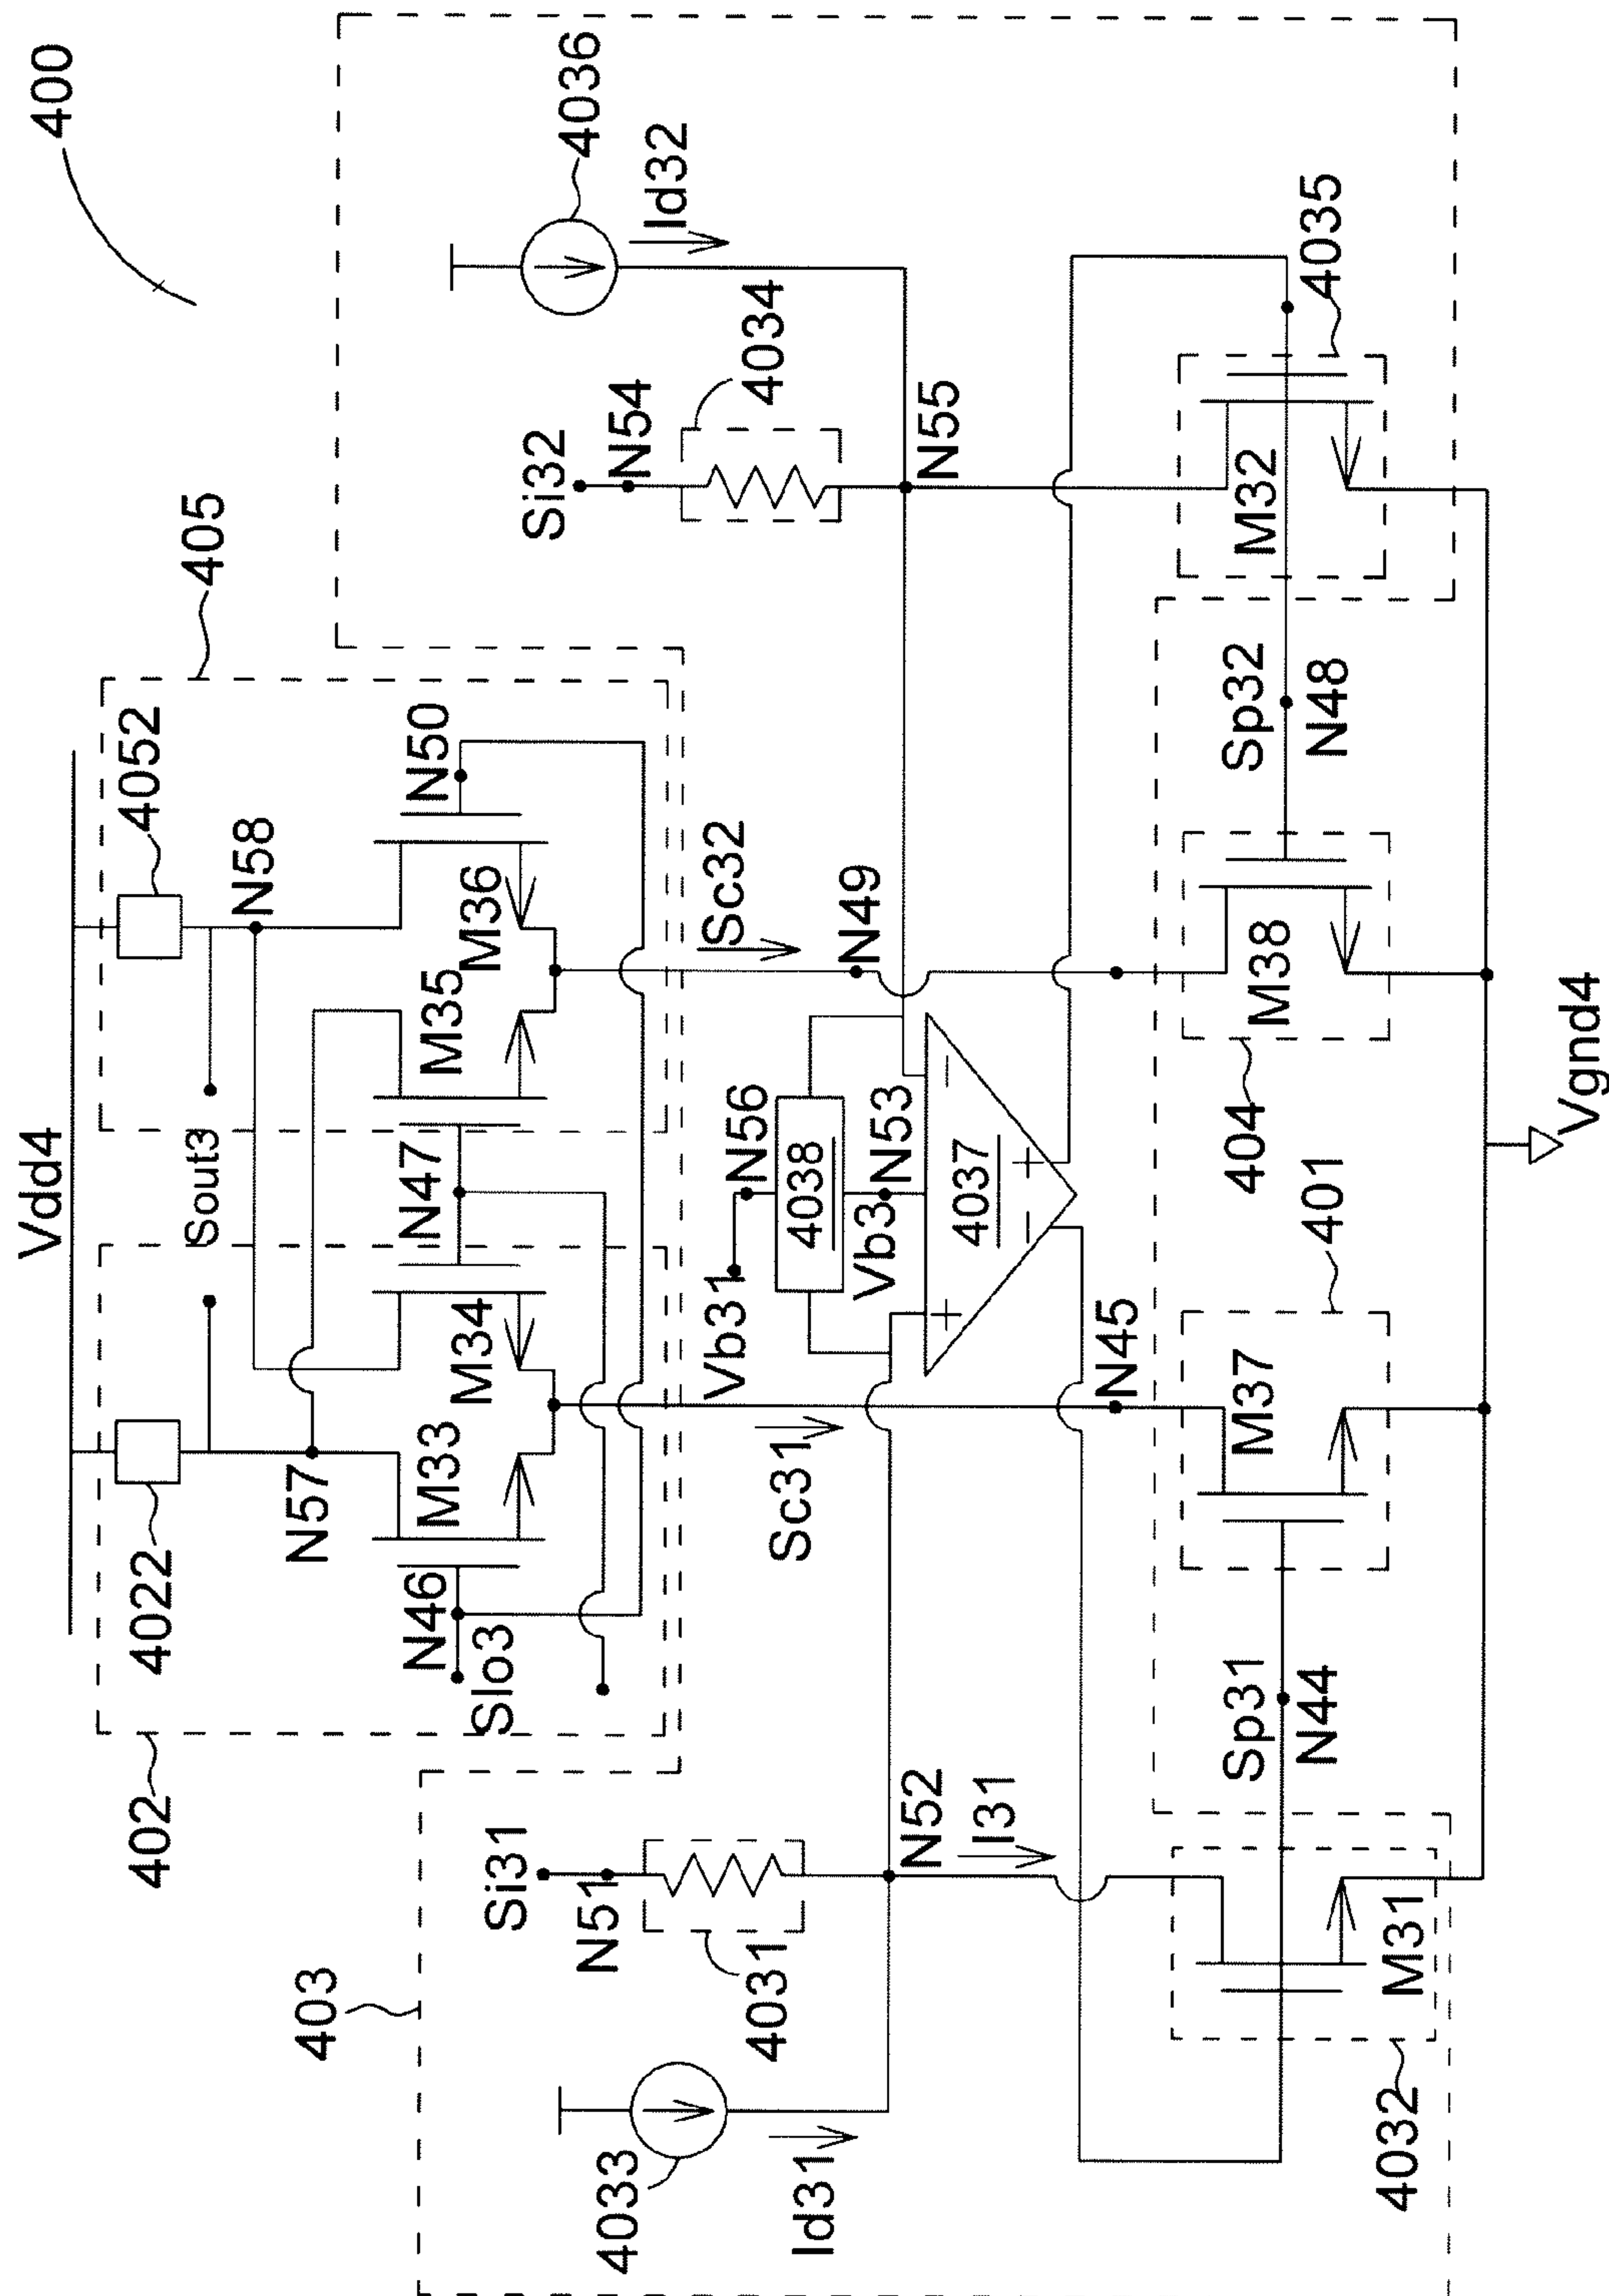 400
Vdd4
402
4022
4052
405
Sout3
N57
N58
N46
Slo3
M33
M34
N47
M35
M36
N50
403
4033
Id31
Si31
N51
4031
Sc31
Vb31
N56
4038
Vb3
N53
4037
+
−
−
+
Sc32
N49
Si32
N54
4034
4036
Id32
N52
I31
N45
N55
4032
M31
Sp31
N44
M37
401
404
M38
Sp32
N48
M32
4035
Vgnd4